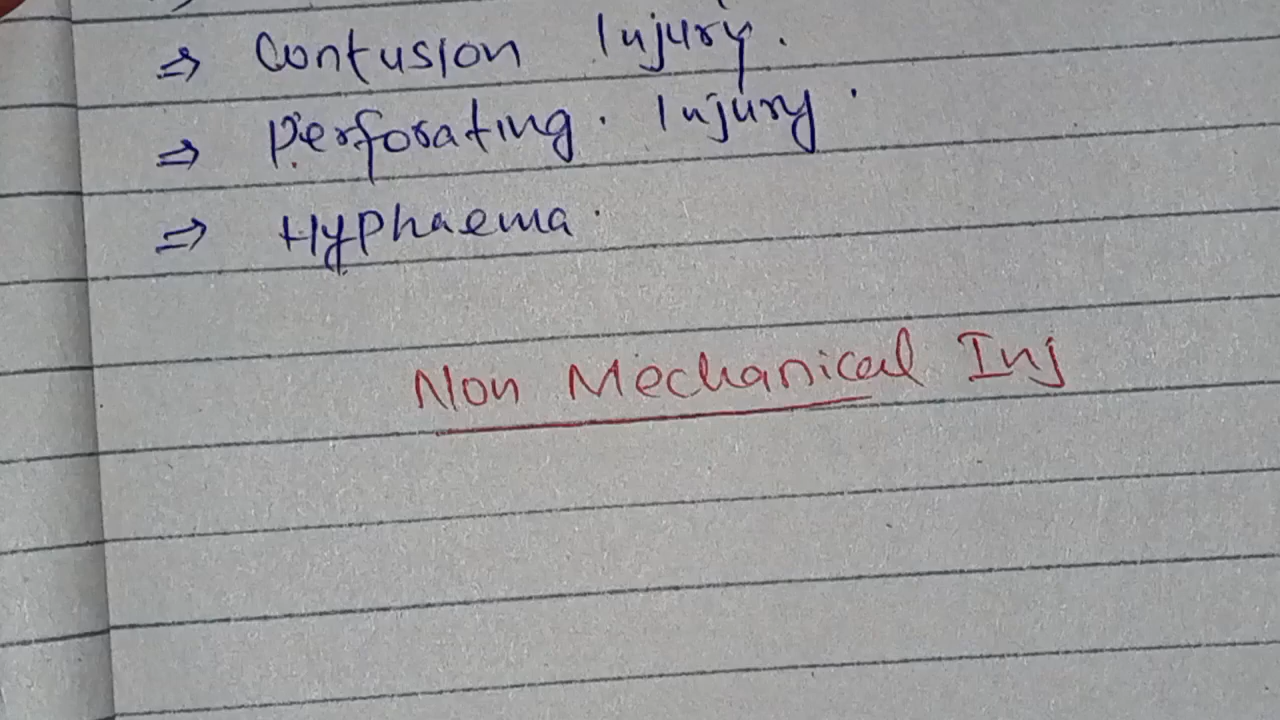 ⇒ Contusion Injury.
⇒ Perforating. Injury.
⇒ Hyphaema.
Non Mechanical Inj